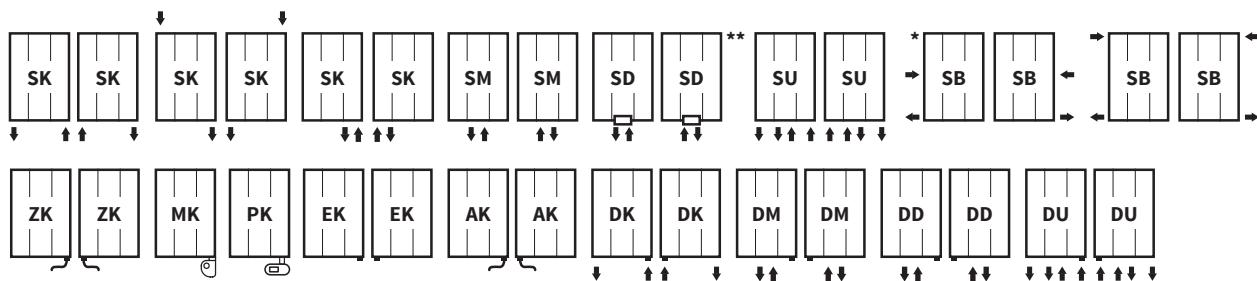 **
*
SK SK SK SK SK SK SM SM SD SD SU SU SB SB SB SB
ZK ZK MK PK EK EK AK AK DK DK DM DM DD DD DU DU